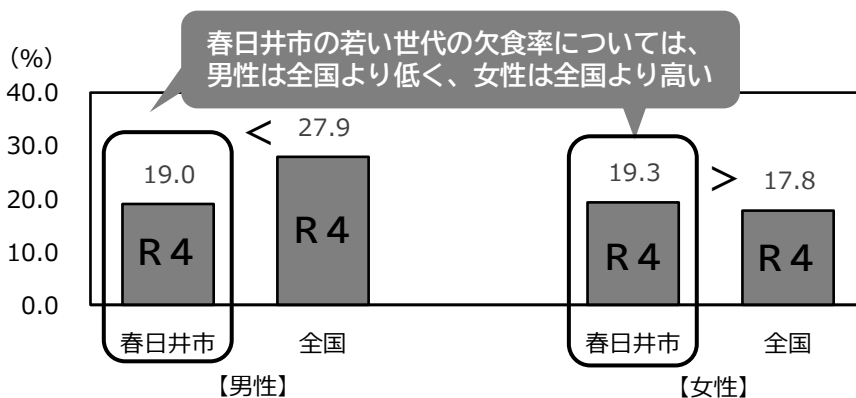 春日井市の若い世代の欠食率については、
男性は全国より低く、女性は全国より高い
(%)
40.0
30.0
20.0
10.0
0.0
19.0
<
27.9
19.3
>
17.8
R4
R4
R4
R4
春日井市
全国
春日井市
全国
【男性】
【女性】